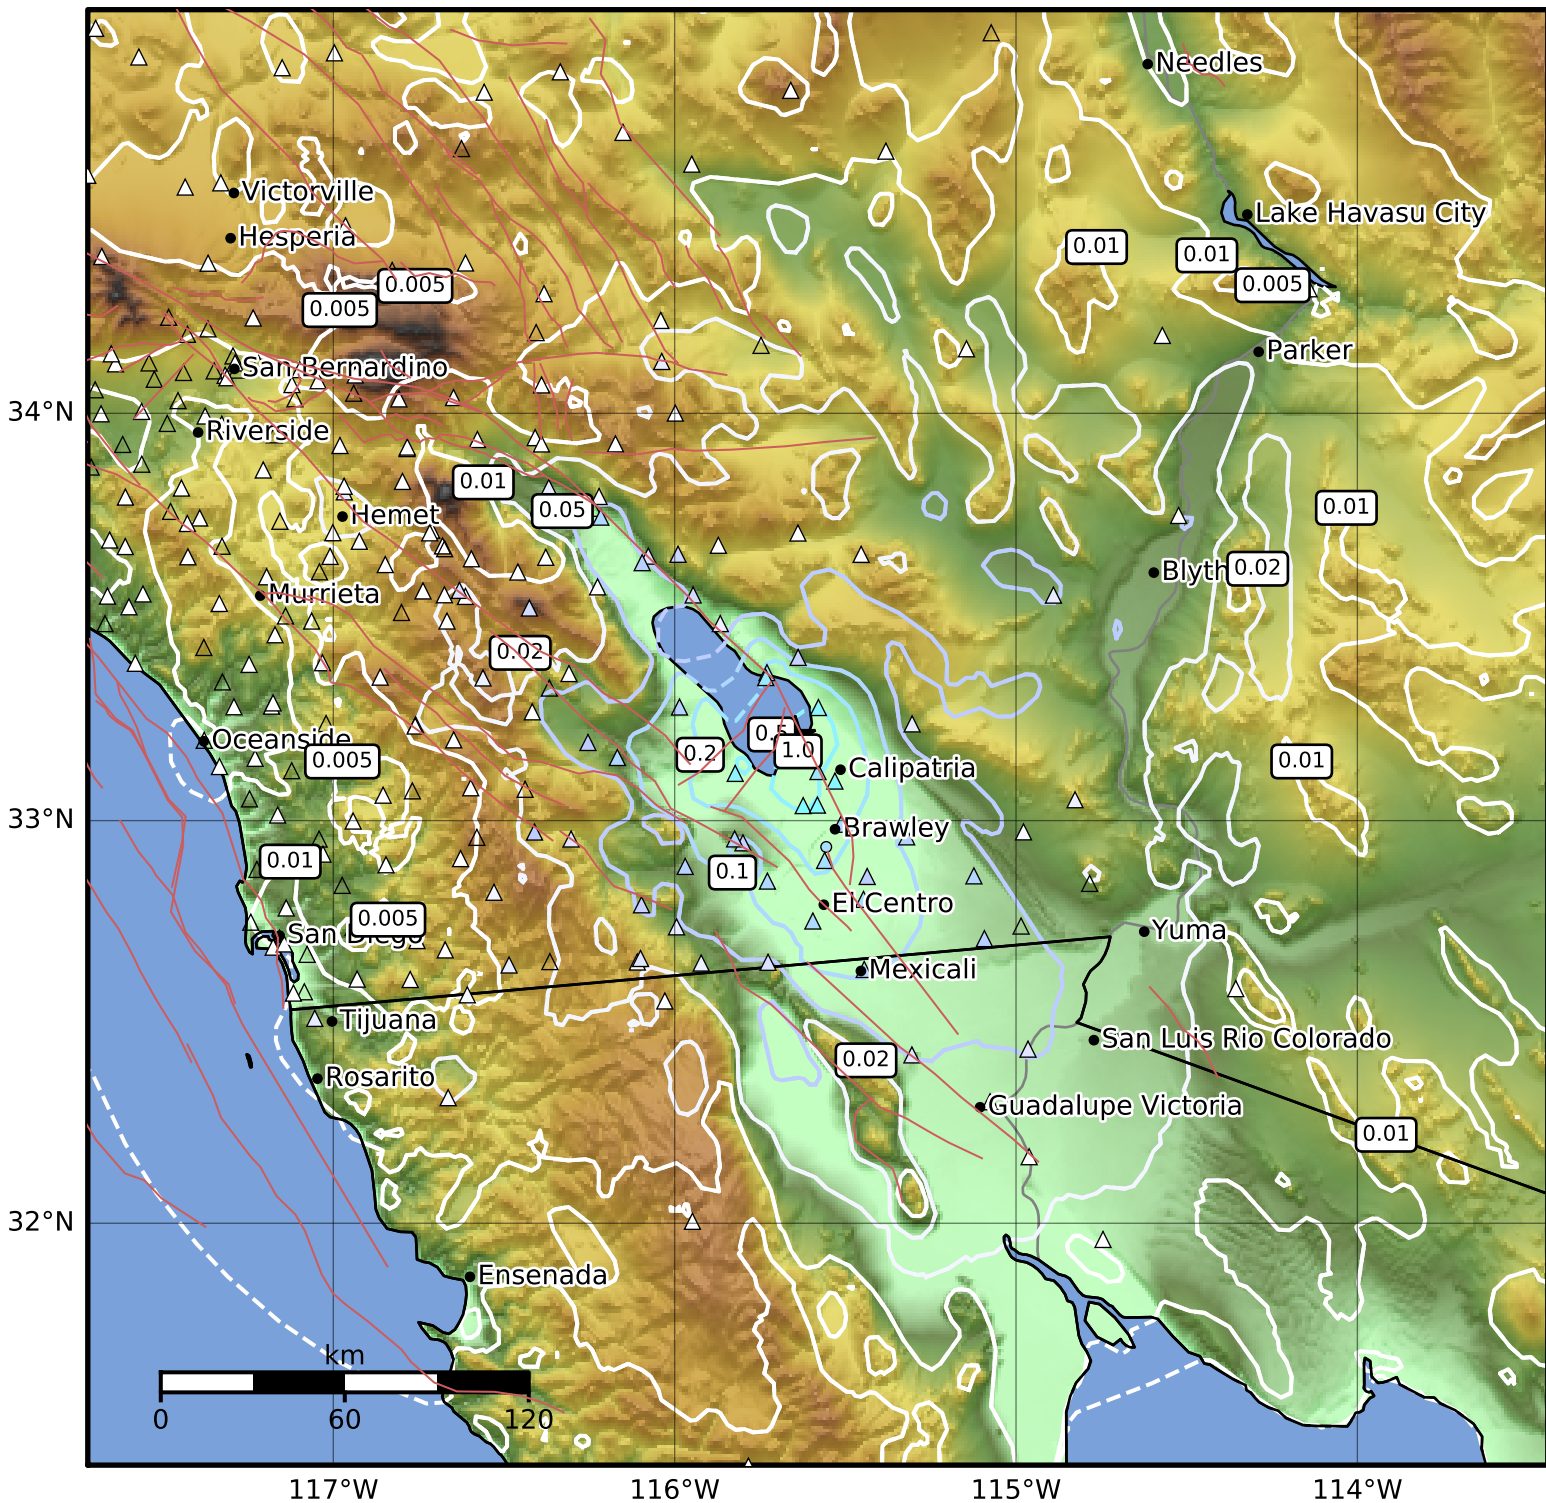 Needles
Victorville
Lake Havasu City
Hesperia
0.01
0.01
0.005
0.005
0.005
Parker
San Bernardino
34°N
Riverside
0.01
0.05
0.01
Hemet
Blyth
0.02
Murrieta
0.02
Oceanside
0.005
0.2
0.5
1.0
0.01
Calipatria
33°N
Brawley
0.01
0.1
El Centro
0.005
San Diego
Yuma
Mexicali
Tijuana
San Luis Rio Colorado
0.02
Rosarito
Guadalupe Victoria
0.01
32°N
Ensenada
km
0
60
120
117°W
116°W
115°W
114°W